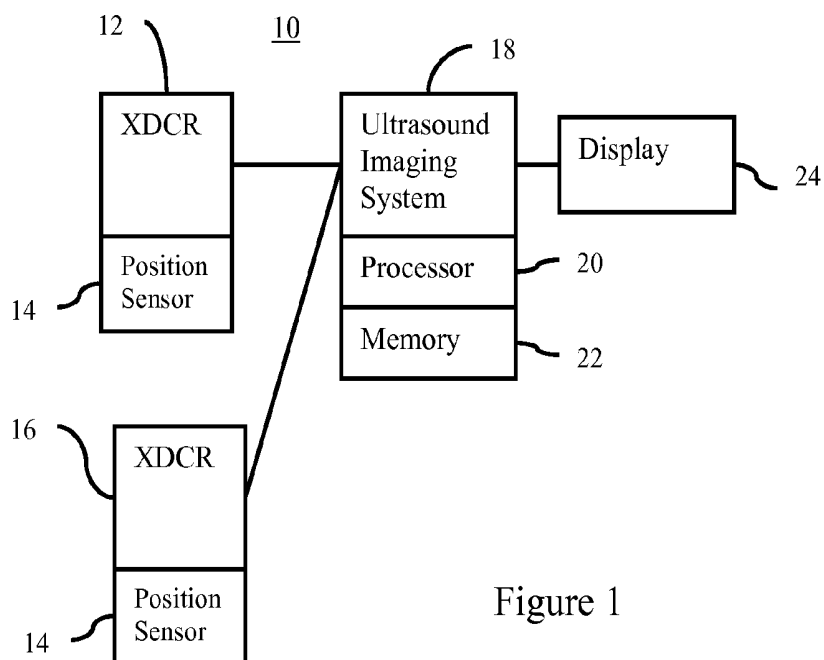 12
10
18
XDCR
Ultrasound
Imaging
System
Display
24
Position
Sensor
14
Processor
20
Memory
22
16
XDCR
Position
Sensor
14
Figure 1